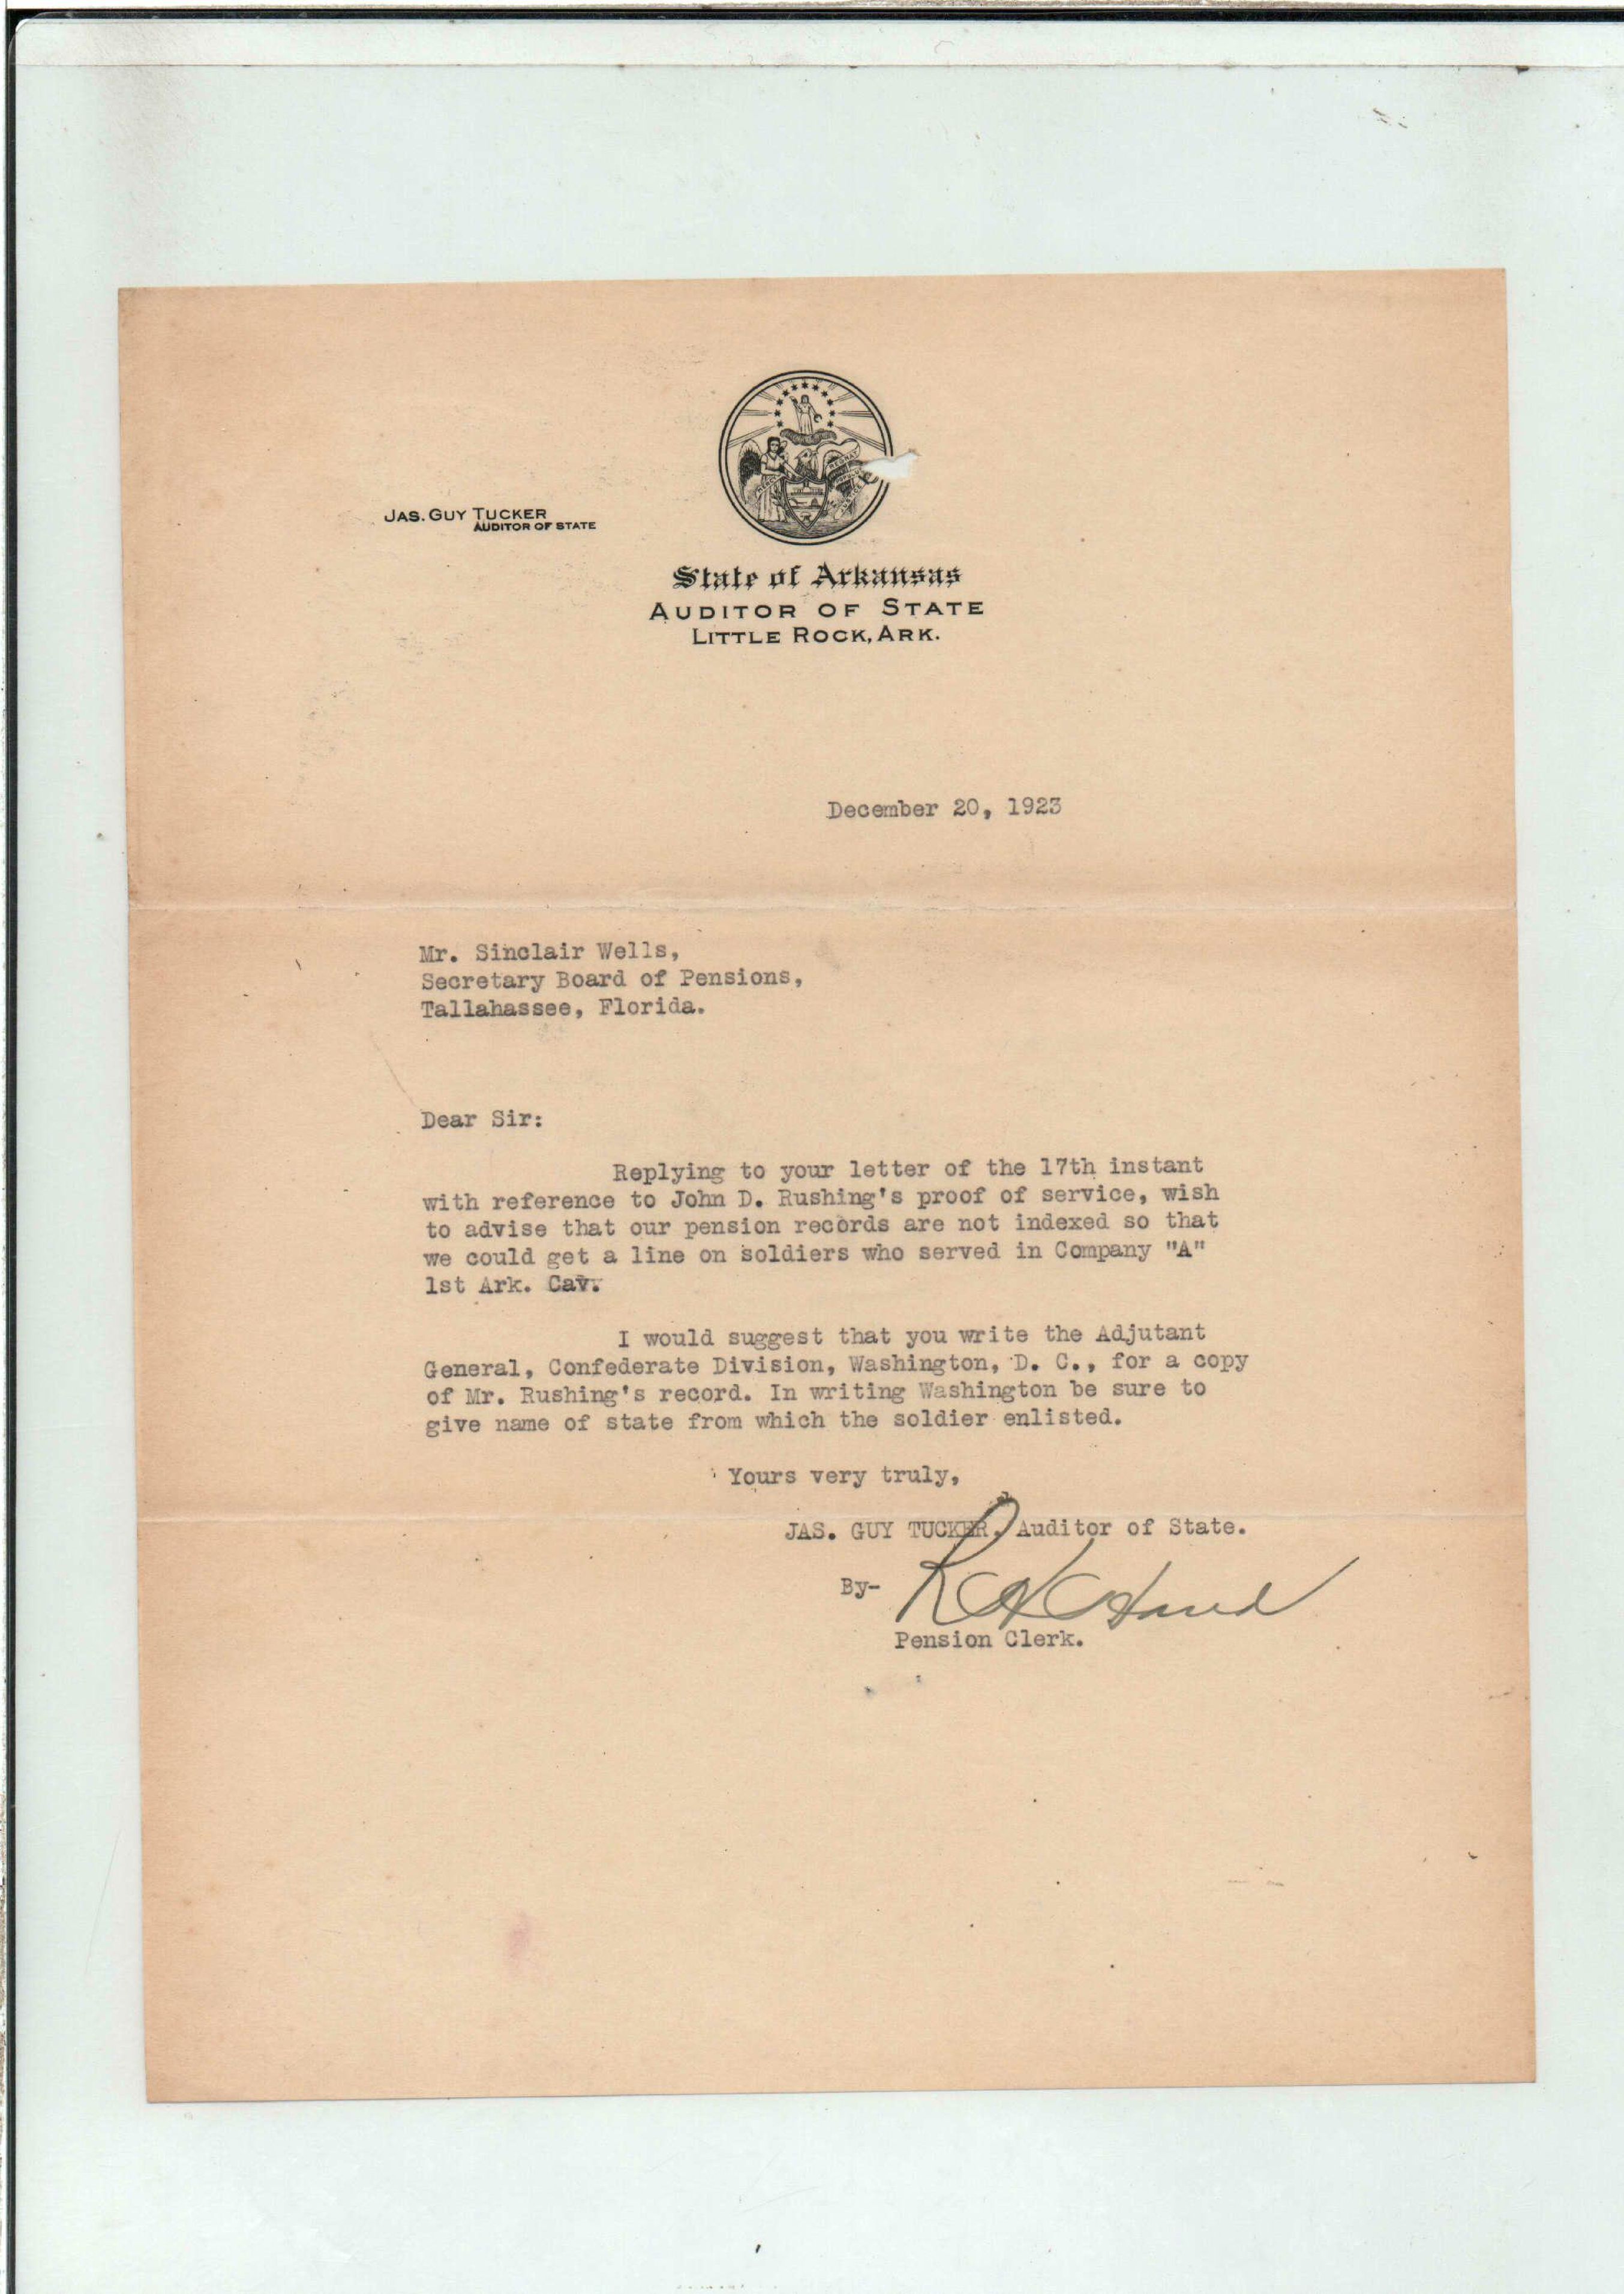 JAS. GUY TUCKER
AUDITOR OF STATE
State of Arkansas
AUDITOR OF STATE
LITTLE ROCK, ARK.
December 20, 1923
Mr. Sinclair Wells,
Secretary Board of Pensions,
Tallahassee, Florida.
Dear Sir:
Replying to your letter of the 17th instant
with reference to John D. Rushing's proof of service, wish
to advise that our pension records are not indexed so that
we could get a line on soldiers who served in Company "A"
1st Ark. Cav.
I would suggest that you write the Adjutant
General, Confederate Division, Washington, D. C., for a copy
of Mr. Rushing's record. In writing Washington be sure to
give name of state from which the soldier enlisted.
Yours very truly,
JAS. GUY TUCKER, Auditor of State.
By-
Pension Clerk.